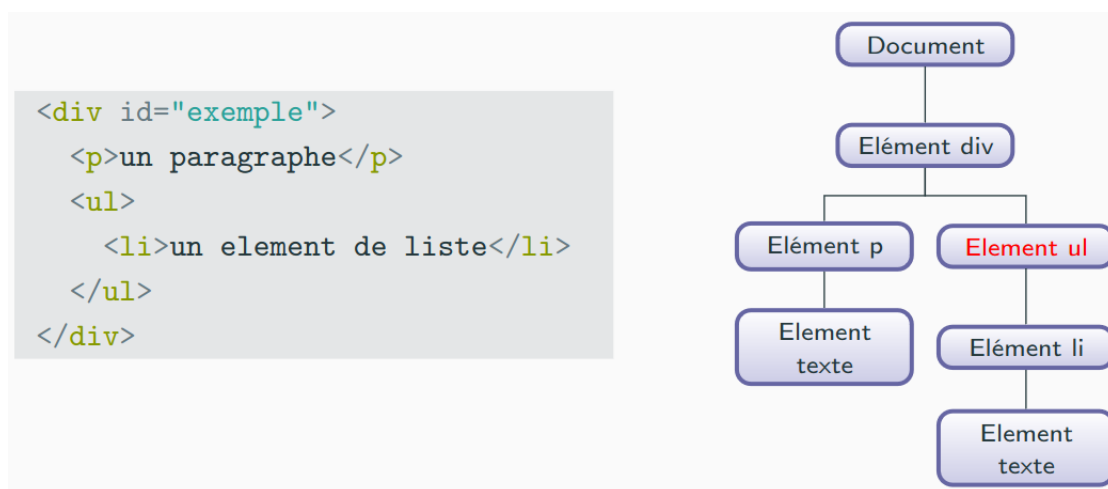 <div id="exemple">
<p>un paragraphe</p>
<ul>
<li>un element de liste</li>
</ul>
</div>
Document
Elément div
Elément p
Element ul
Element
texte
Elément li
Element
texte